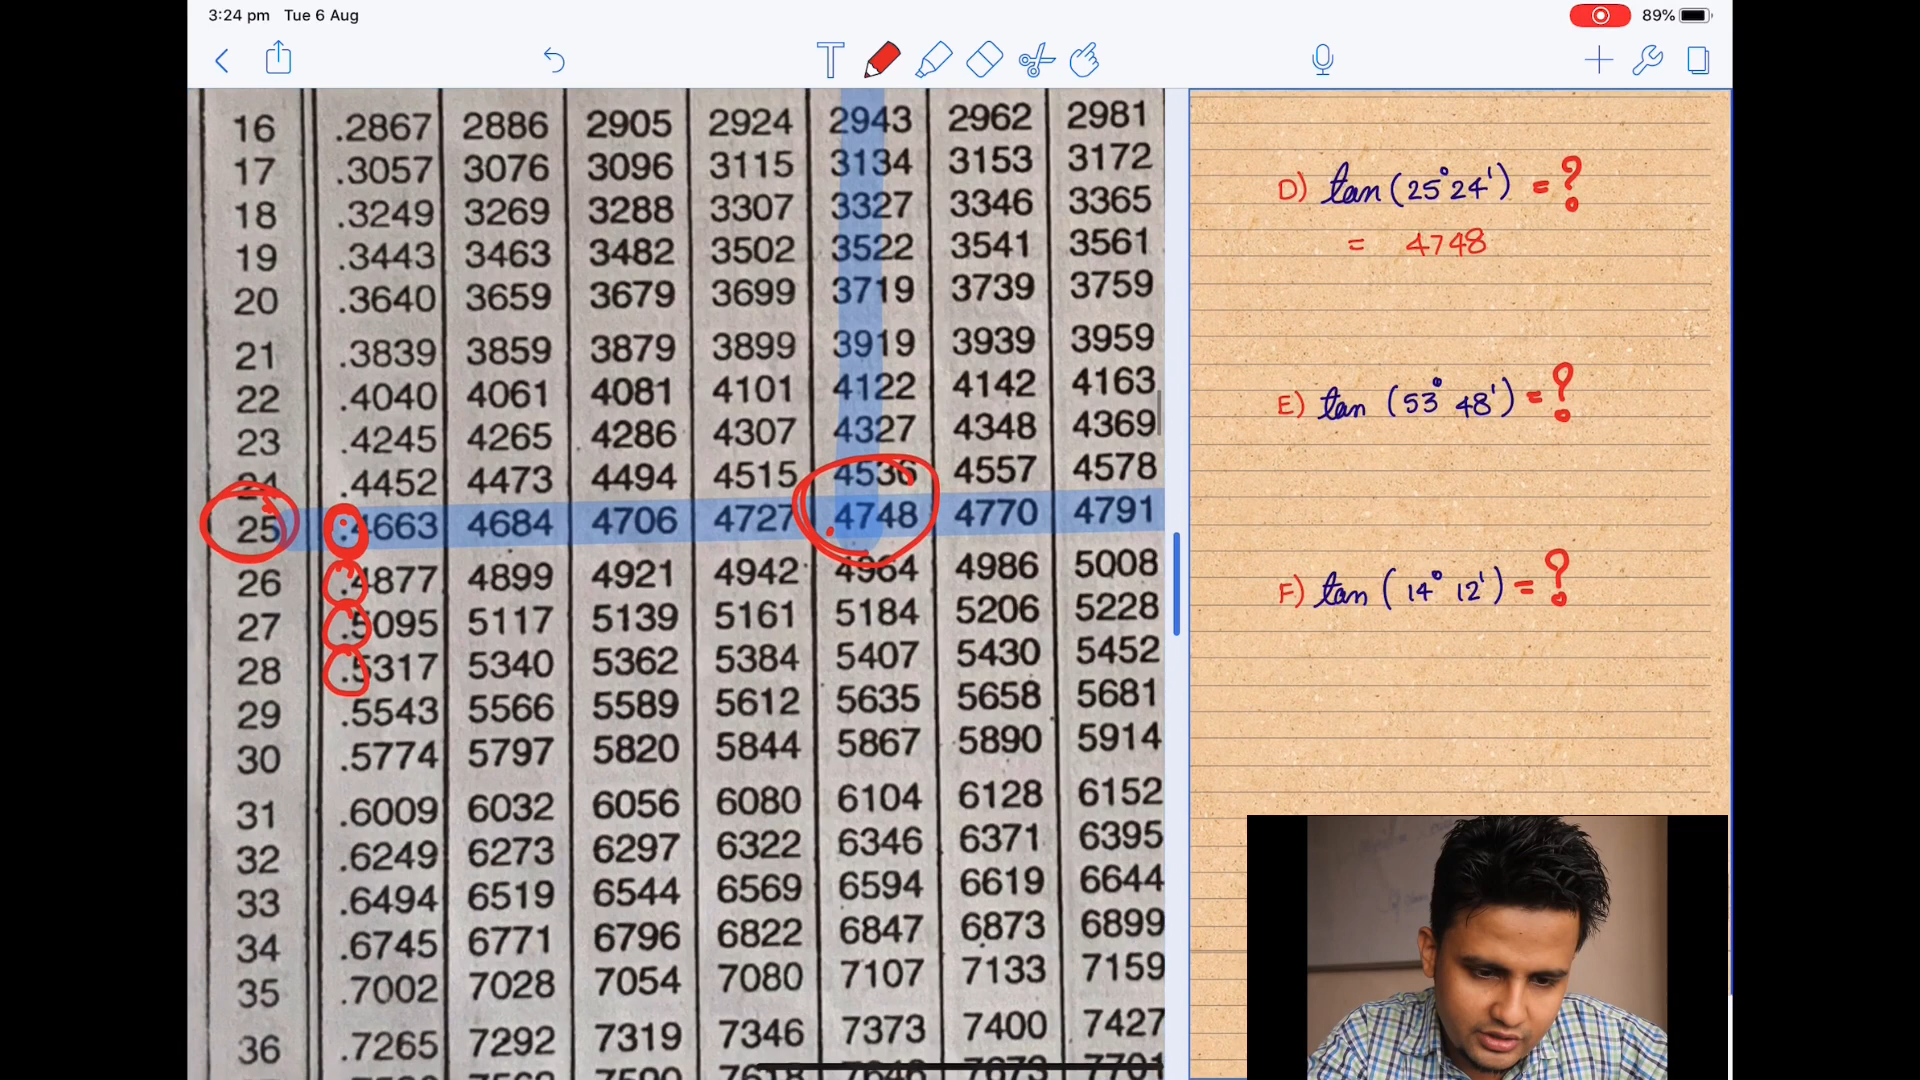 3:24 pm Tue 6 Aug
89%
16 .2867 2886 2905 2924 2943 2962 2981
17 .3057 3076 3096 3115 3134 3153 3172
18 .3249 3269 3288 3307 3327 3346 3365
19 .3443 3463 3482 3502 3522 3541 3561
20 .3640 3659 3679 3699 3719 3739 3759
21 .3839 3859 3879 3899 3919 3939 3959
22 .4040 4061 4081 4101 4122 4142 4163
23 .4245 4265 4286 4307 4327 4348 4369
24 .4452 4473 4494 4515 4536 4557 4578
25 .4663 4684 4706 4727 4748 4770 4791
26 .4877 4899 4921 4942 4964 4986 5008
27 .5095 5117 5139 5161 5184 5206 5228
28 .5317 5340 5362 5384 5407 5430 5452
29 .5543 5566 5589 5612 5635 5658 5681
30 .5774 5797 5820 5844 5867 5890 5914
31 .6009 6032 6056 6080 6104 6128 6152
32 .6249 6273 6297 6322 6346 6371 6395
33 .6494 6519 6544 6569 6594 6619 6644
34 .6745 6771 6796 6822 6847 6873 6899
35 .7002 7028 7054 7080 7107 7133 7159
36 .7265 7292 7319 7346 7373 7400 7427
D) tan (25°24') = ?
= 4748
E) tan (53° 48') = ?
F) tan (14° 12') = ?